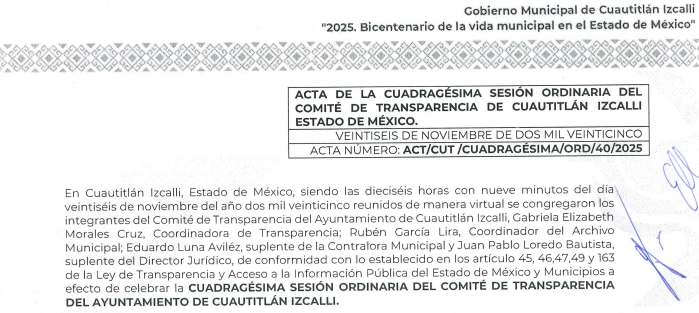 Gobierno Municipal de Cuautitlán Izcalli
"2025. Bicentenario de la vida municipal en el Estado de México"
ACTA DE LA CUADRAGÉSIMA SESIÓN ORDINARIA DEL
COMITÉ DE TRANSPARENCIA DE CUAUTITLÁN IZCALLI
ESTADO DE MÉXICO.
VEINTISEIS DE NOVIEMBRE DE DOS MIL VEINTICINCO
ACTA NÚMERO: ACT/CUT /CUADRAGÉSIMA/ORD/40/2025
En Cuautitlán Izcalli, Estado de México, siendo las dieciséis horas con nueve minutos del día
veintiséis de noviembre del año dos mil veinticinco reunidos de manera virtual se congregaron los
integrantes del Comité de Transparencia del Ayuntamiento de Cuautitlán Izcalli, Gabriela Elizabeth
Morales Cruz, Coordinadora de Transparencia; Rubén García Lira, Coordinador del Archivo
Municipal; Eduardo Luna Aviléz, suplente de la Contralora Municipal y Juan Pablo Loredo Bautista,
suplente del Director Jurídico, de conformidad con lo establecido en los artículo 45, 46,47,49 y 163
de la Ley de Transparencia y Acceso a la Información Pública del Estado de México y Municipios a
efecto de celebrar la CUADRAGÉSIMA SESIÓN ORDINARIA DEL COMITÉ DE TRANSPARENCIA
DEL AYUNTAMIENTO DE CUAUTITLÁN IZCALLI.